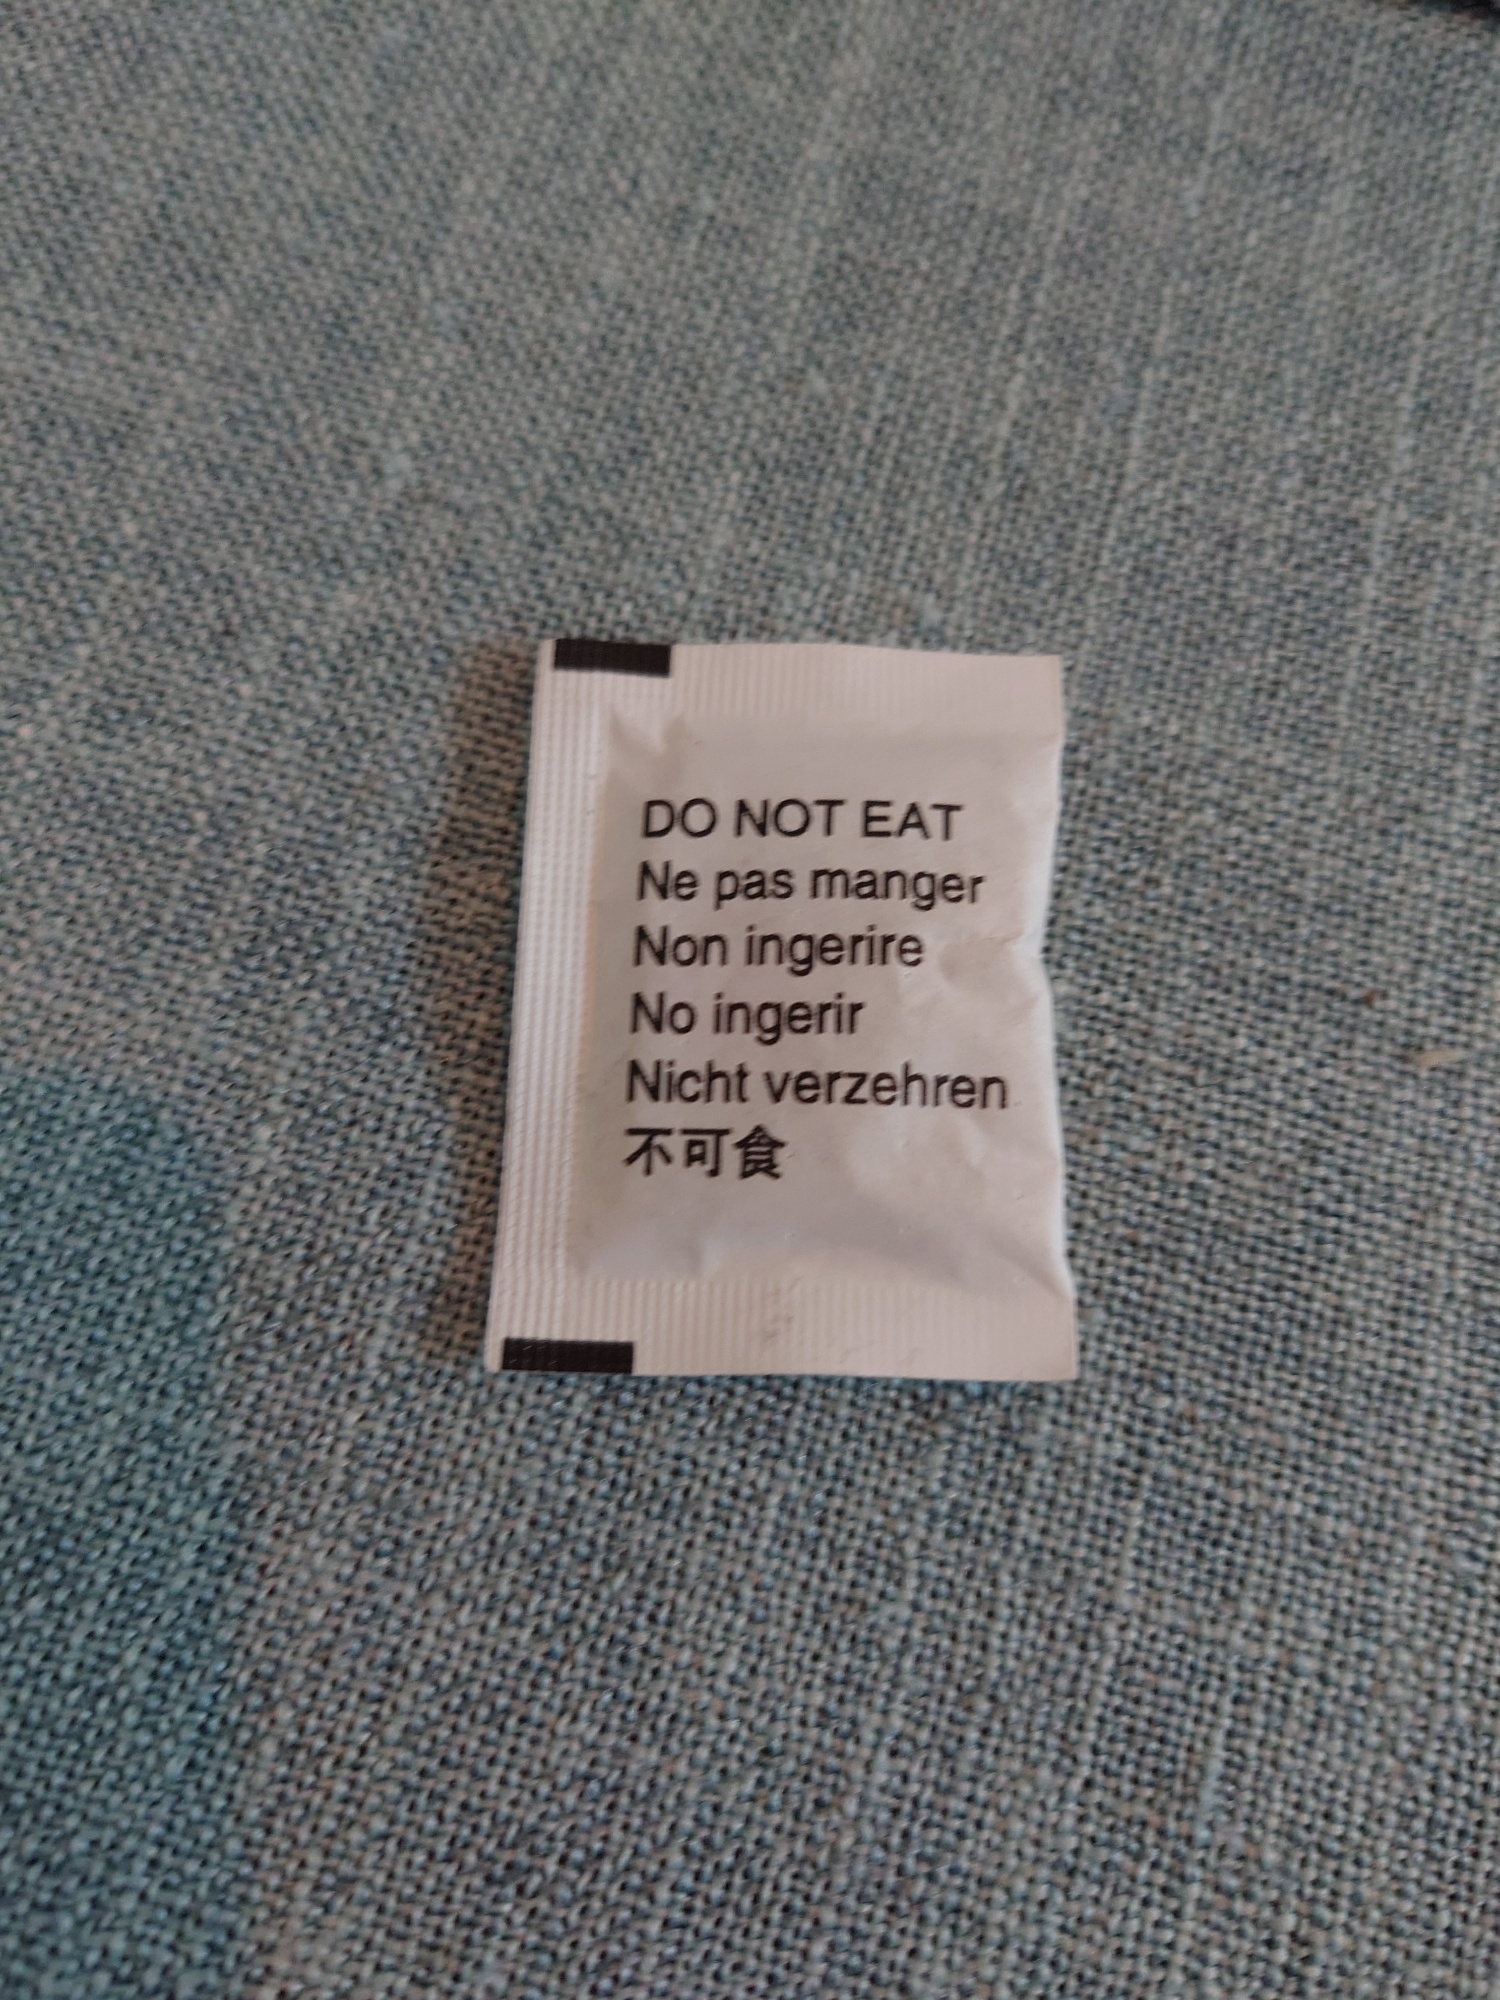 DO NOT EAT
Ne pas manger
Non ingerire
No ingerir
Nicht verzehren
不可食